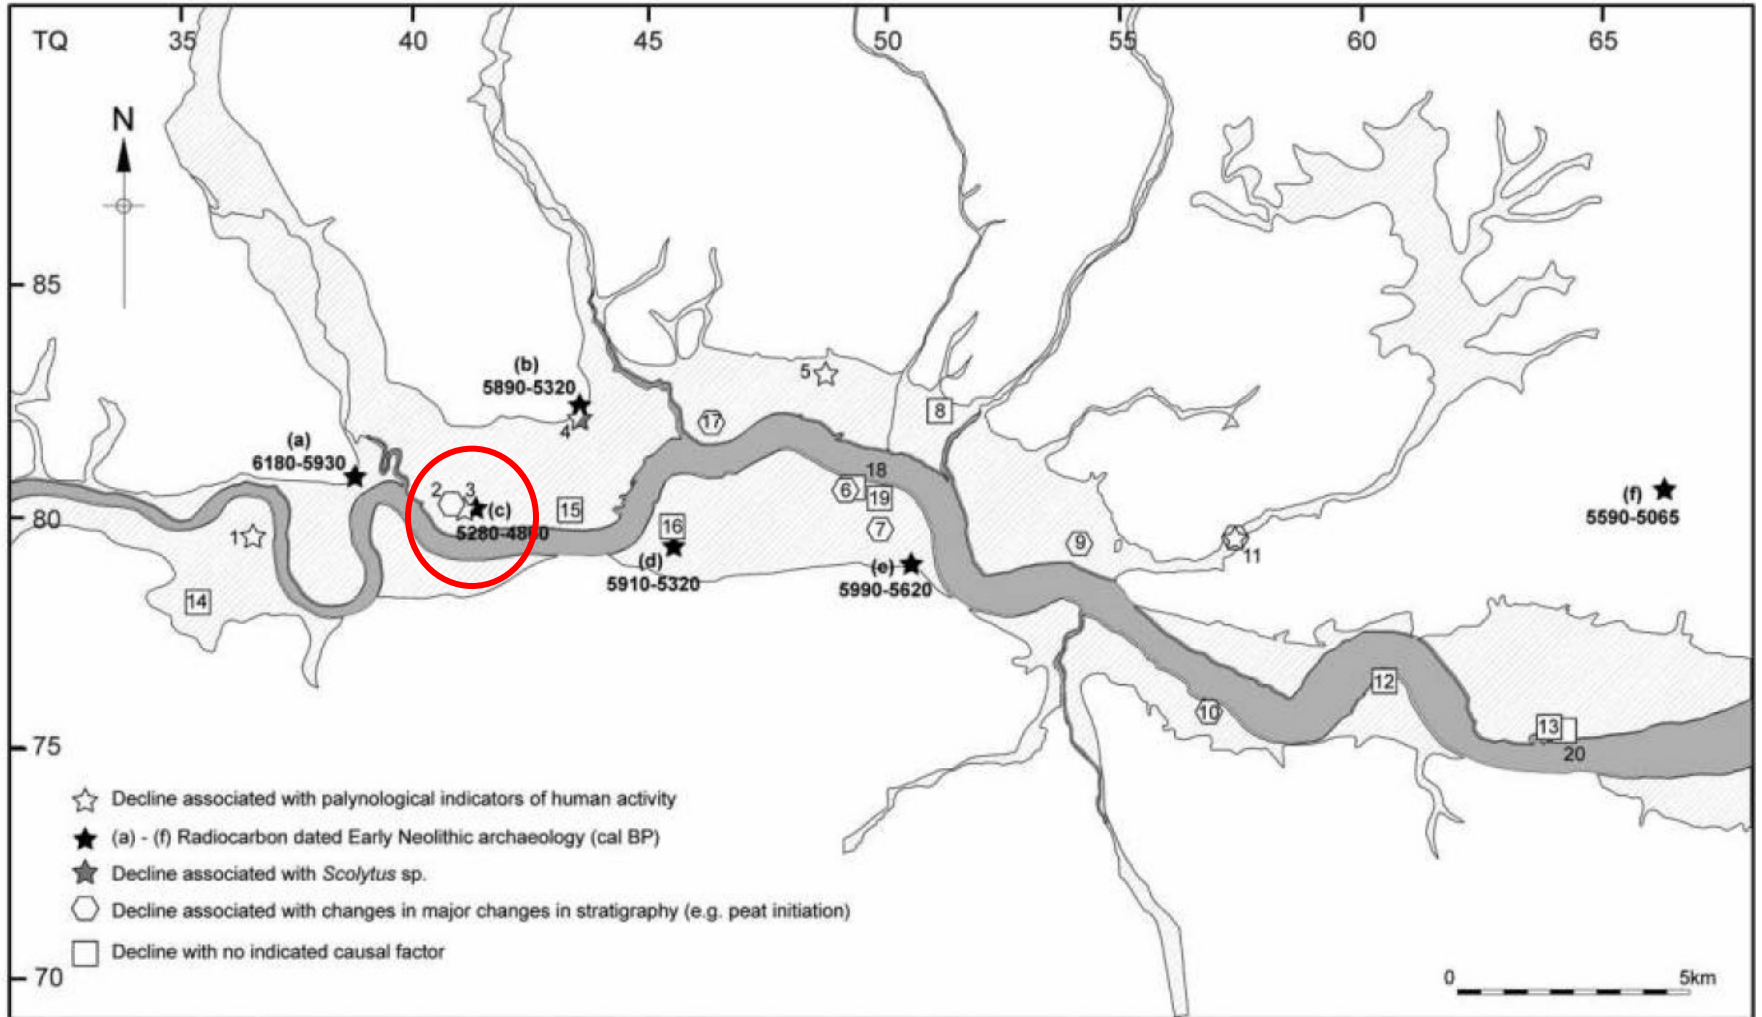 TQ 35 40 45 50 55 60 65
N
85
(b)
5890-5320
5
8
4
17
(a)
6180-5930
2 3
(c)
5280-4860
15
18
6
19
16
7
(f)
5590-5065
80
1
9
11
(d)
5910-5320
(e)
5990-5620
14
12
10
13
20
75
Decline associated with palynological indicators of human activity
(a) - (f) Radiocarbon dated Early Neolithic archaeology (cal BP)
Decline associated with Scolytus sp.
Decline associated with changes in major changes in stratigraphy (e.g. peat initiation)
Decline with no indicated causal factor
70
0 5km